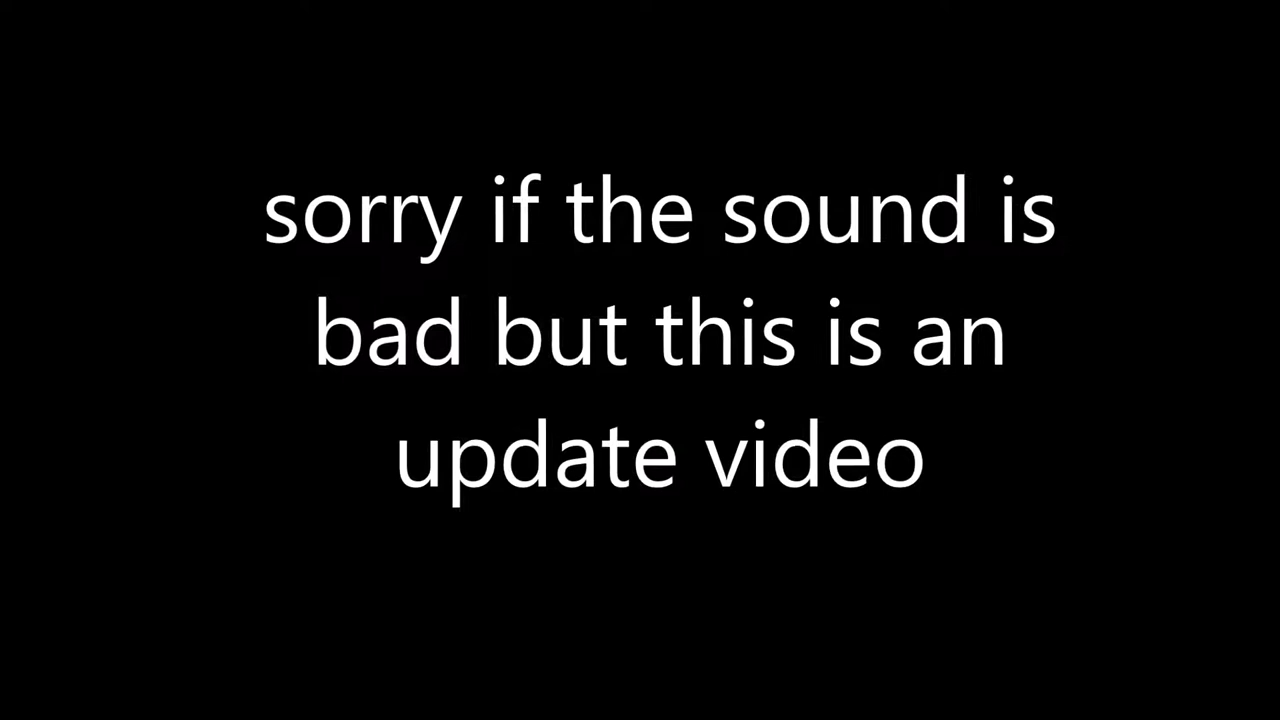 sorry if the sound is
bad but this is an
update video